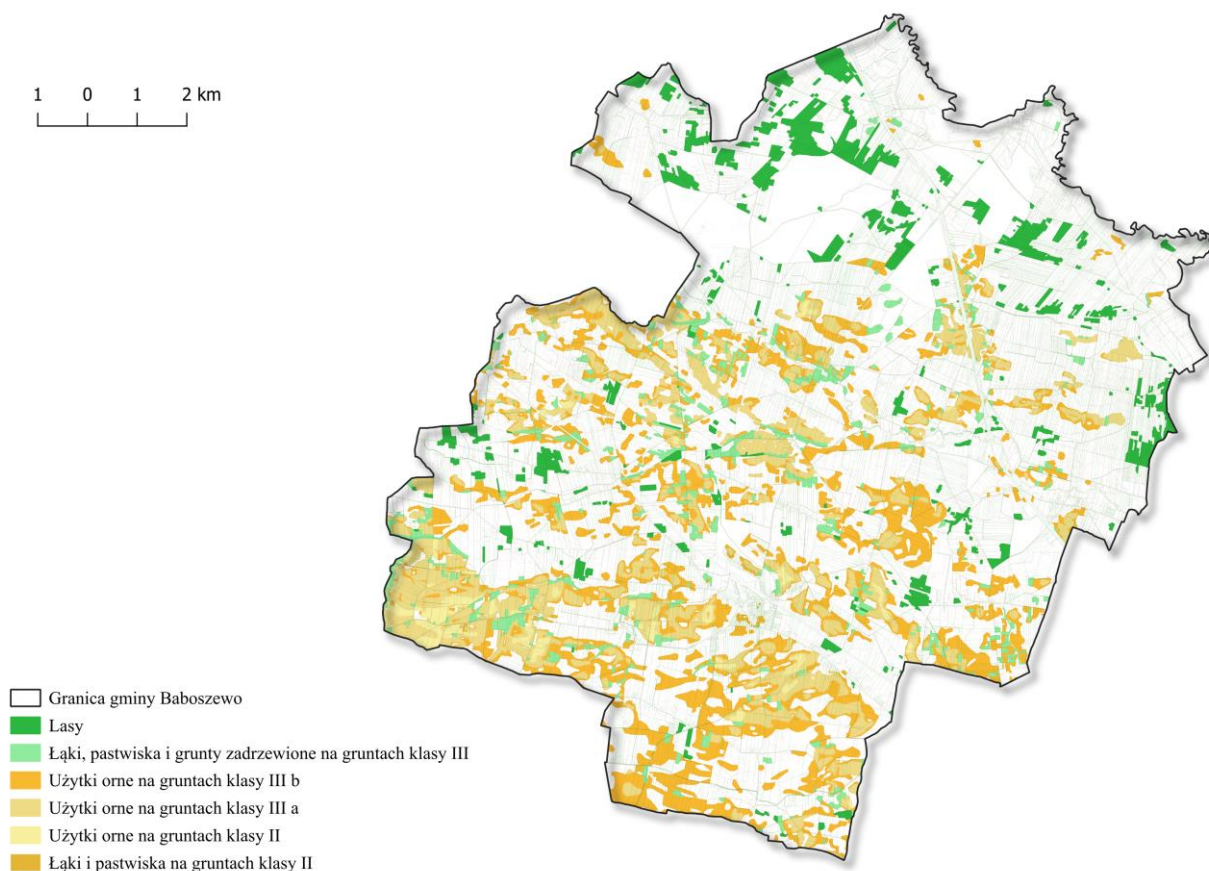 1 0 1 2 km
Granica gminy Baboszewo
Lasy
Łąki, pastwiska i grunty zadrzewione na gruntach klasy III
Użytki orne na gruntach klasy III b
Użytki orne na gruntach klasy III a
Użytki orne na gruntach klasy II
Łąki i pastwiska na gruntach klasy II